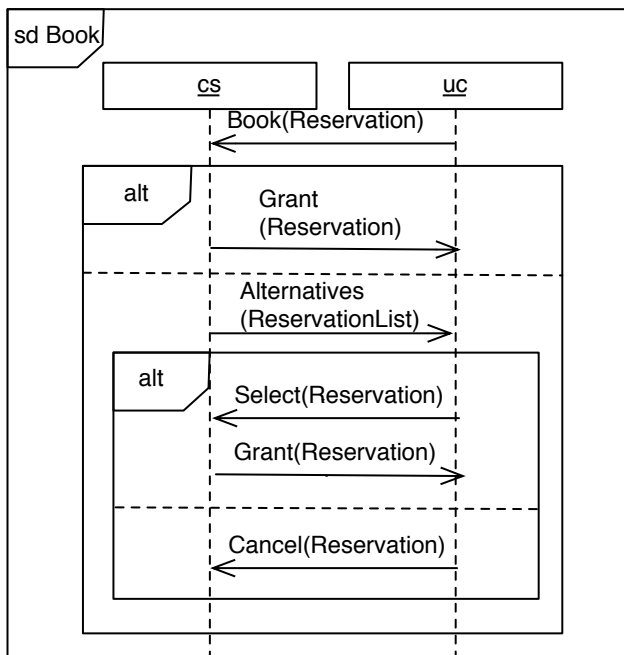 sd Book
cs
uc
Book(Reservation)
alt
Grant
(Reservation)
Alternatives
(ReservationList)
alt
Select(Reservation)
Grant(Reservation)
Cancel(Reservation)